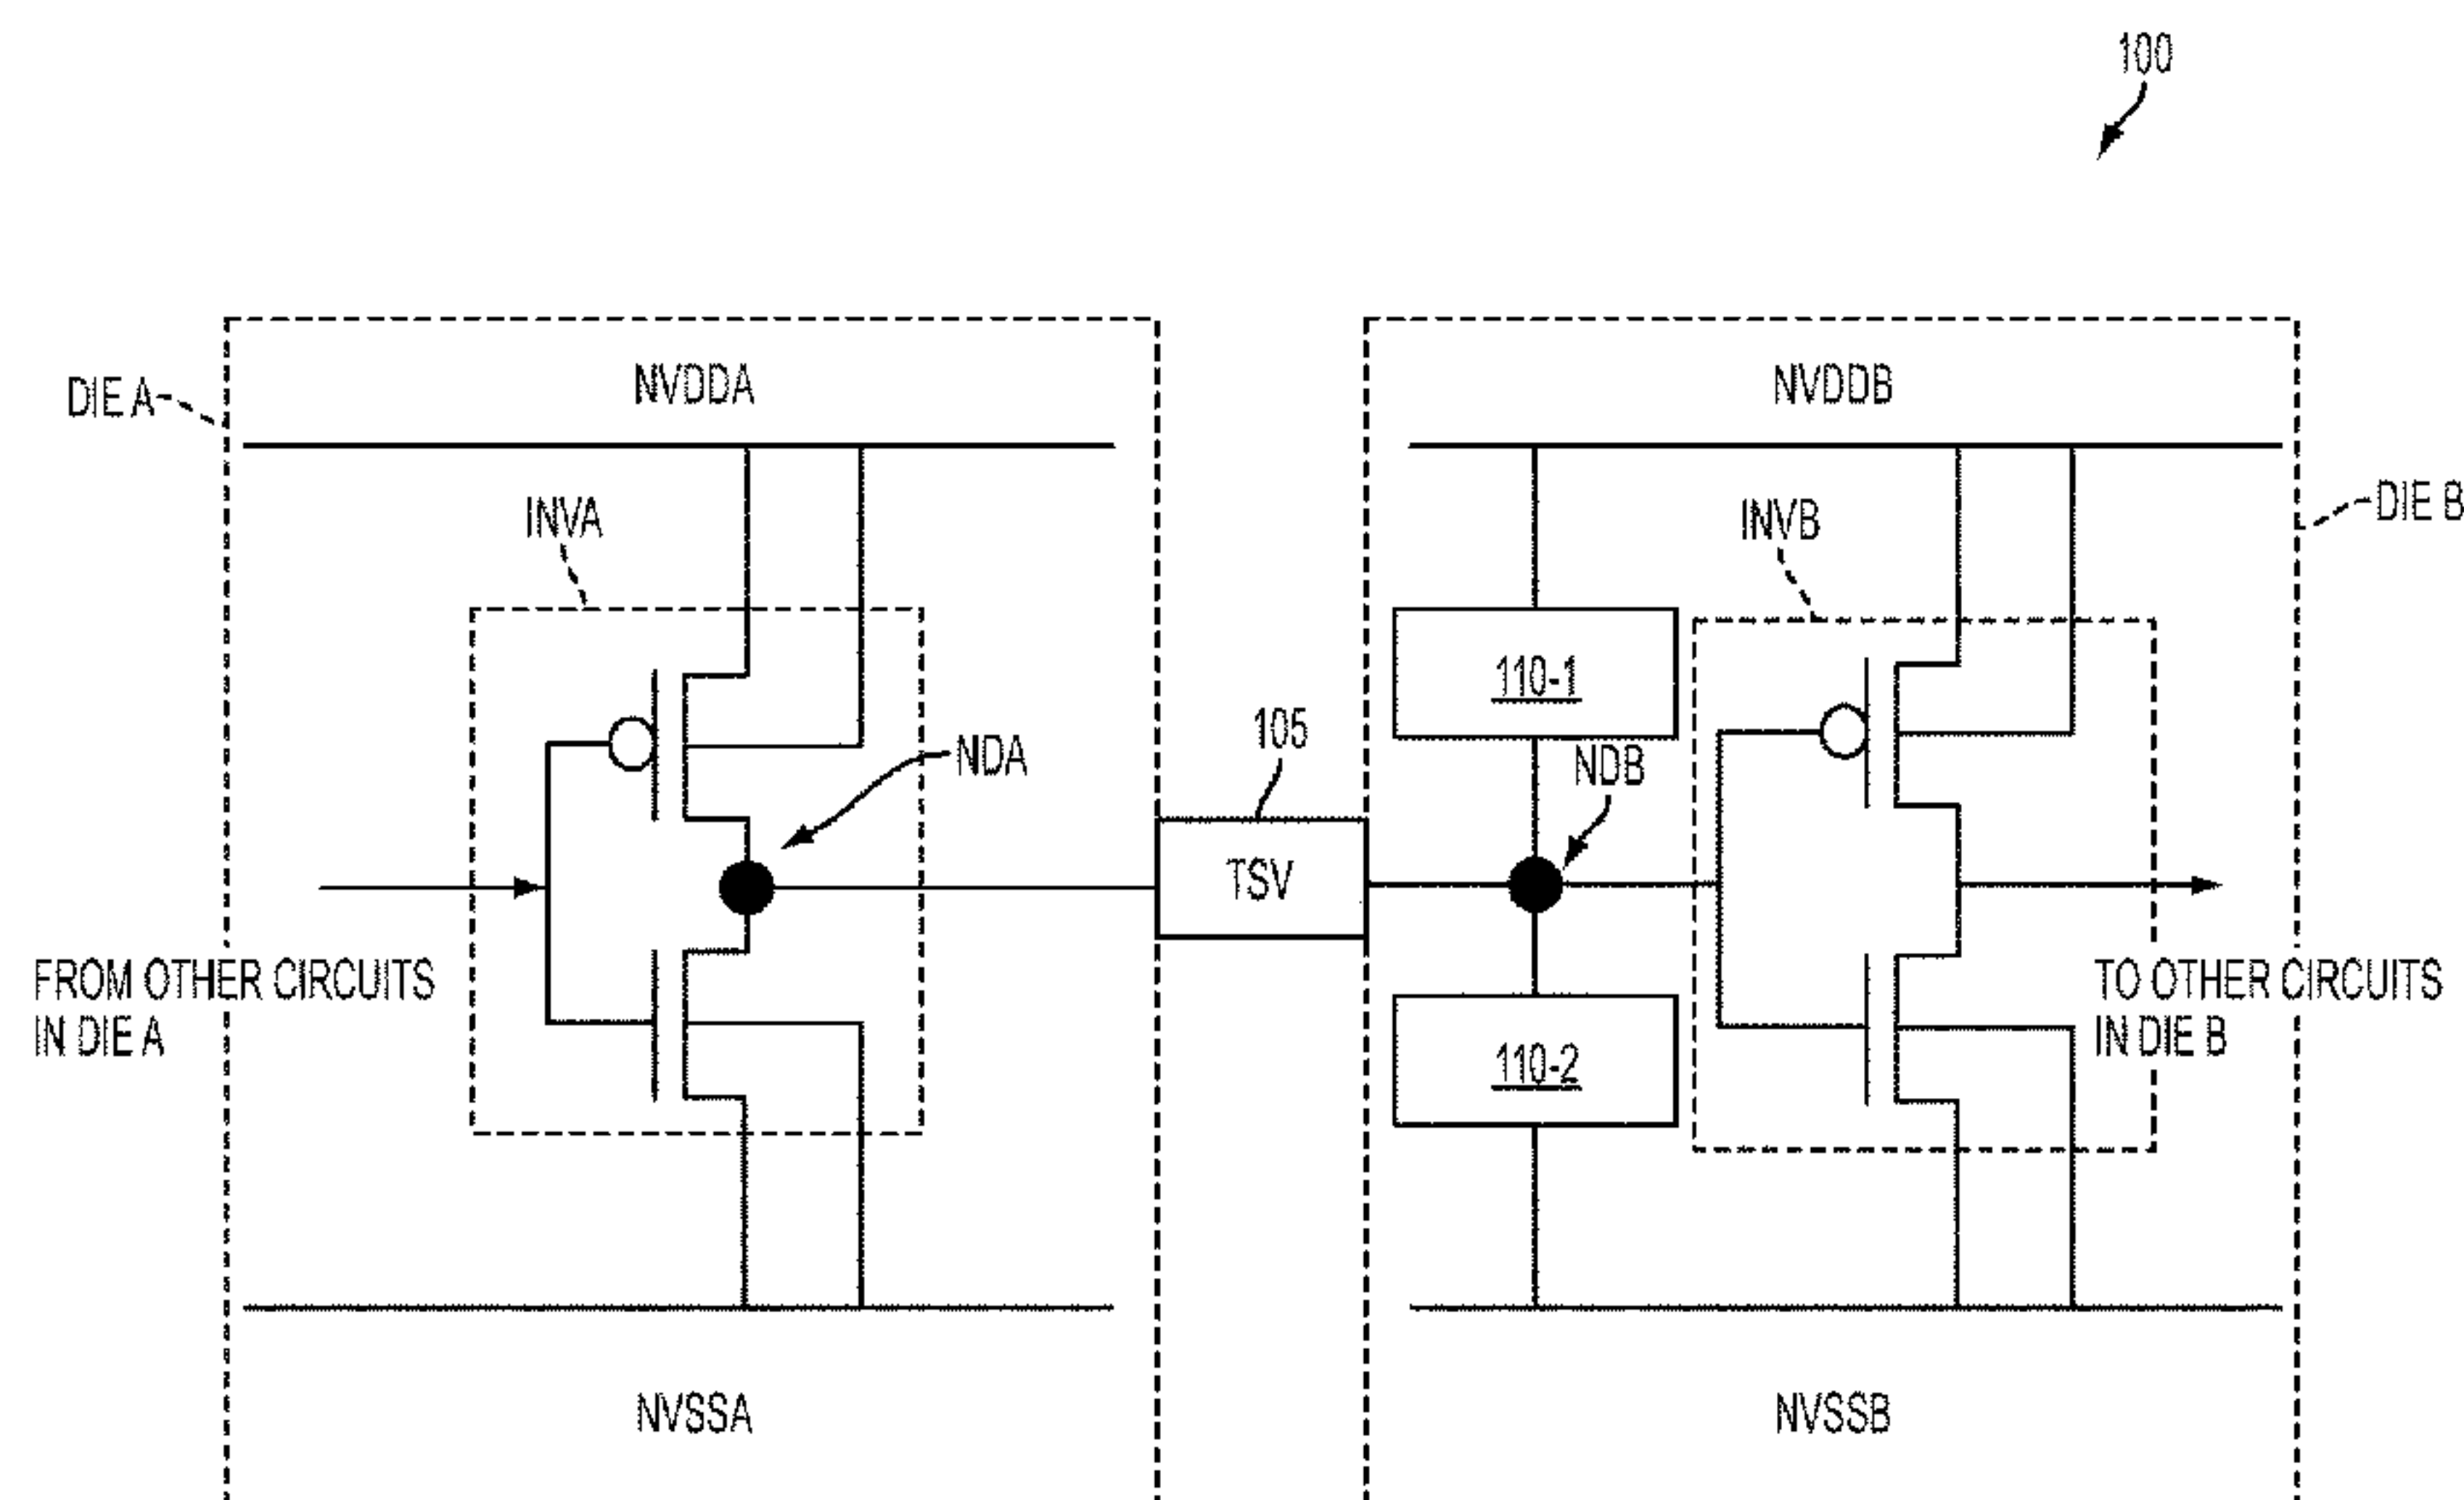 100
NVDDA
NVDDB
DIE A
DIE B
INVA
INVB
110-1
105
NDA
NDB
TSV
FROM OTHER CIRCUITS
IN DIE A
TO OTHER CIRCUITS
IN DIE B
110-2
NVSSA
NVSSB